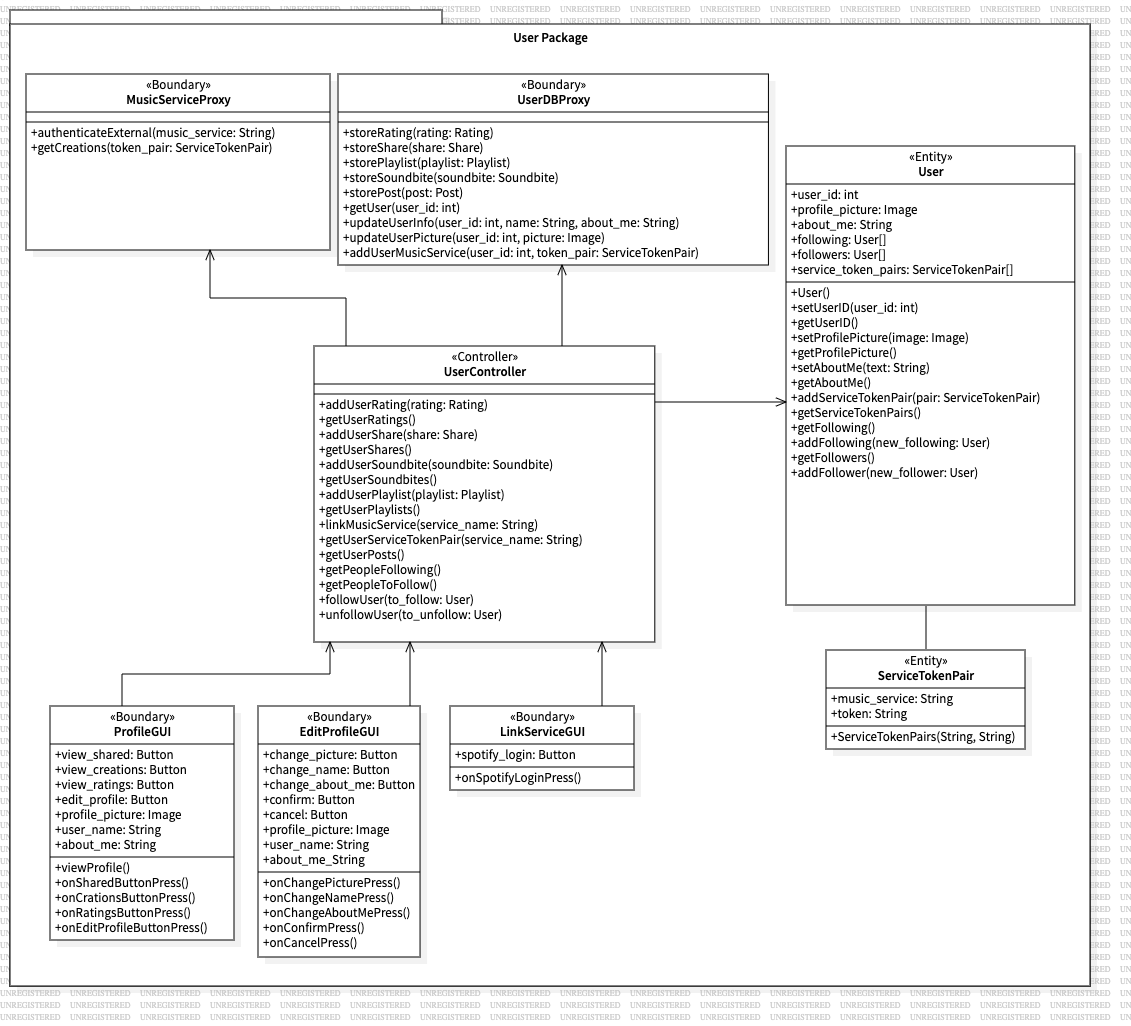 User Package
«Boundary»
MusicServiceProxy
+authenticateExternal(music_service: String)
+getCreations(token_pair: ServiceTokenPair)
«Boundary»
UserDBProxy
+storeRating(rating: Rating)
+storeShare(share: Share)
+storePlaylist(playlist: Playlist)
+storeSoundbite(soundbite: Soundbite)
+storePost(post: Post)
+getUser(user_id: int)
+updateUserInfo(user_id: int, name: String, about_me: String)
+updateUserPicture(user_id: int, picture: Image)
+addUserMusicService(user_id: int, token_pair: ServiceTokenPair)
«Entity»
User
+user_id: int
+profile_picture: Image
+about_me: String
+following: User[]
+followers: User[]
+service_token_pairs: ServiceTokenPair[]
+User()
+setUserID(user_id: int)
+getUserID()
+setProfilePicture(image: Image)
+getProfilePicture()
+setAboutMe(text: String)
+getAboutMe()
+addServiceTokenPair(pair: ServiceTokenPair)
+getServiceTokenPairs()
+getFollowing()
+addFollowing(new_following: User)
+getFollowers()
+addFollower(new_follower: User)
«Controller»
UserController
+addUserRating(rating: Rating)
+getUserRatings()
+addUserShare(share: Share)
+getUserShares()
+addUserSoundbite(soundbite: Soundbite)
+getUserSoundbites()
+addUserPlaylist(playlist: Playlist)
+getUserPlaylists()
+linkMusicService(service_name: String)
+getUserServiceTokenPair(service_name: String)
+getUserPosts()
+getPeopleFollowing()
+getPeopleToFollow()
+followUser(to_follow: User)
+unfollowUser(to_unfollow: User)
«Entity»
ServiceTokenPair
+music_service: String
+token: String
+ServiceTokenPairs(String, String)
«Boundary»
ProfileGUI
+view_shared: Button
+view_creations: Button
+view_ratings: Button
+edit_profile: Button
+profile_picture: Image
+user_name: String
+about_me: String
+viewProfile()
+onSharedButtonPress()
+onCrationsButtonPress()
+onRatingsButtonPress()
+onEditProfileButtonPress()
«Boundary»
EditProfileGUI
+change_picture: Button
+change_name: Button
+change_about_me: Button
+confirm: Button
+cancel: Button
+profile_picture: Image
+user_name: String
+about_me_String
+onChangePicturePress()
+onChangeNamePress()
+onChangeAboutMePress()
+onConfirmPress()
+onCancelPress()
«Boundary»
LinkServiceGUI
+spotify_login: Button
+onSpotifyLoginPress()
UNREGISTERED UNREGISTERED UNREGISTERED UNREGISTERED UNREGISTERED UNREGISTERED UNREGISTERED UNREGISTERED UNREGISTERED UNREGISTERED UNREGISTERED UNREGISTERED UNREGISTERED UNREGISTERED UNREGISTERED UNREGISTERED